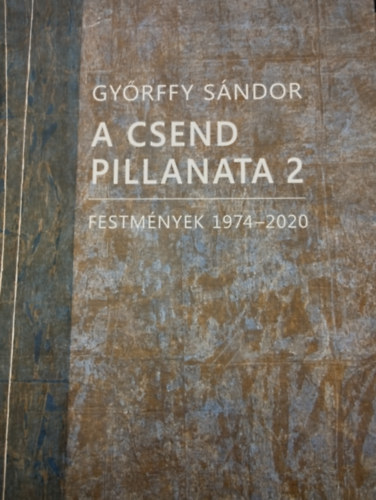 GYŐRFFY SÁNDOR
A CSEND
PILLANATA 2
FESTMÉNYEK 1974–2020